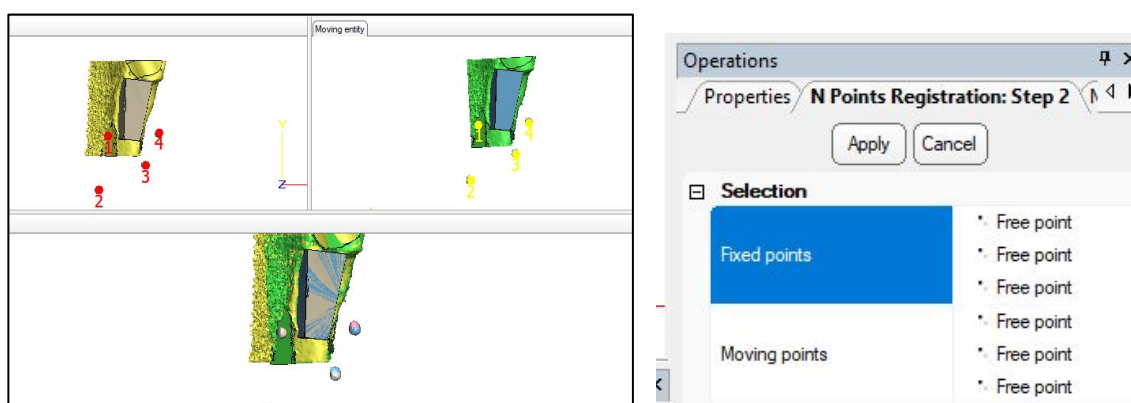 Moving entity
1
4
3
2
Y
Z
1
4
3
2
Operations
Properties
N Points Registration: Step 2
Apply
Cancel
Selection
Fixed points
Free point
Free point
Free point
Moving points
Free point
Free point
Free point